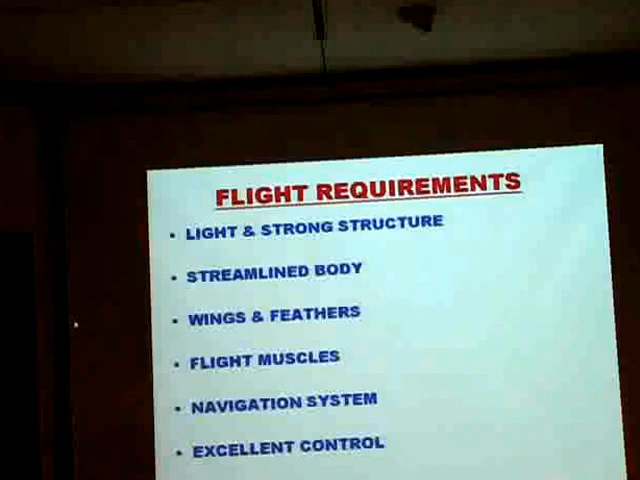 FLIGHT REQUIREMENTS
• LIGHT & STRONG STRUCTURE
• STREAMLINED BODY
• WINGS & FEATHERS
• FLIGHT MUSCLES
• NAVIGATION SYSTEM
• EXCELLENT CONTROL